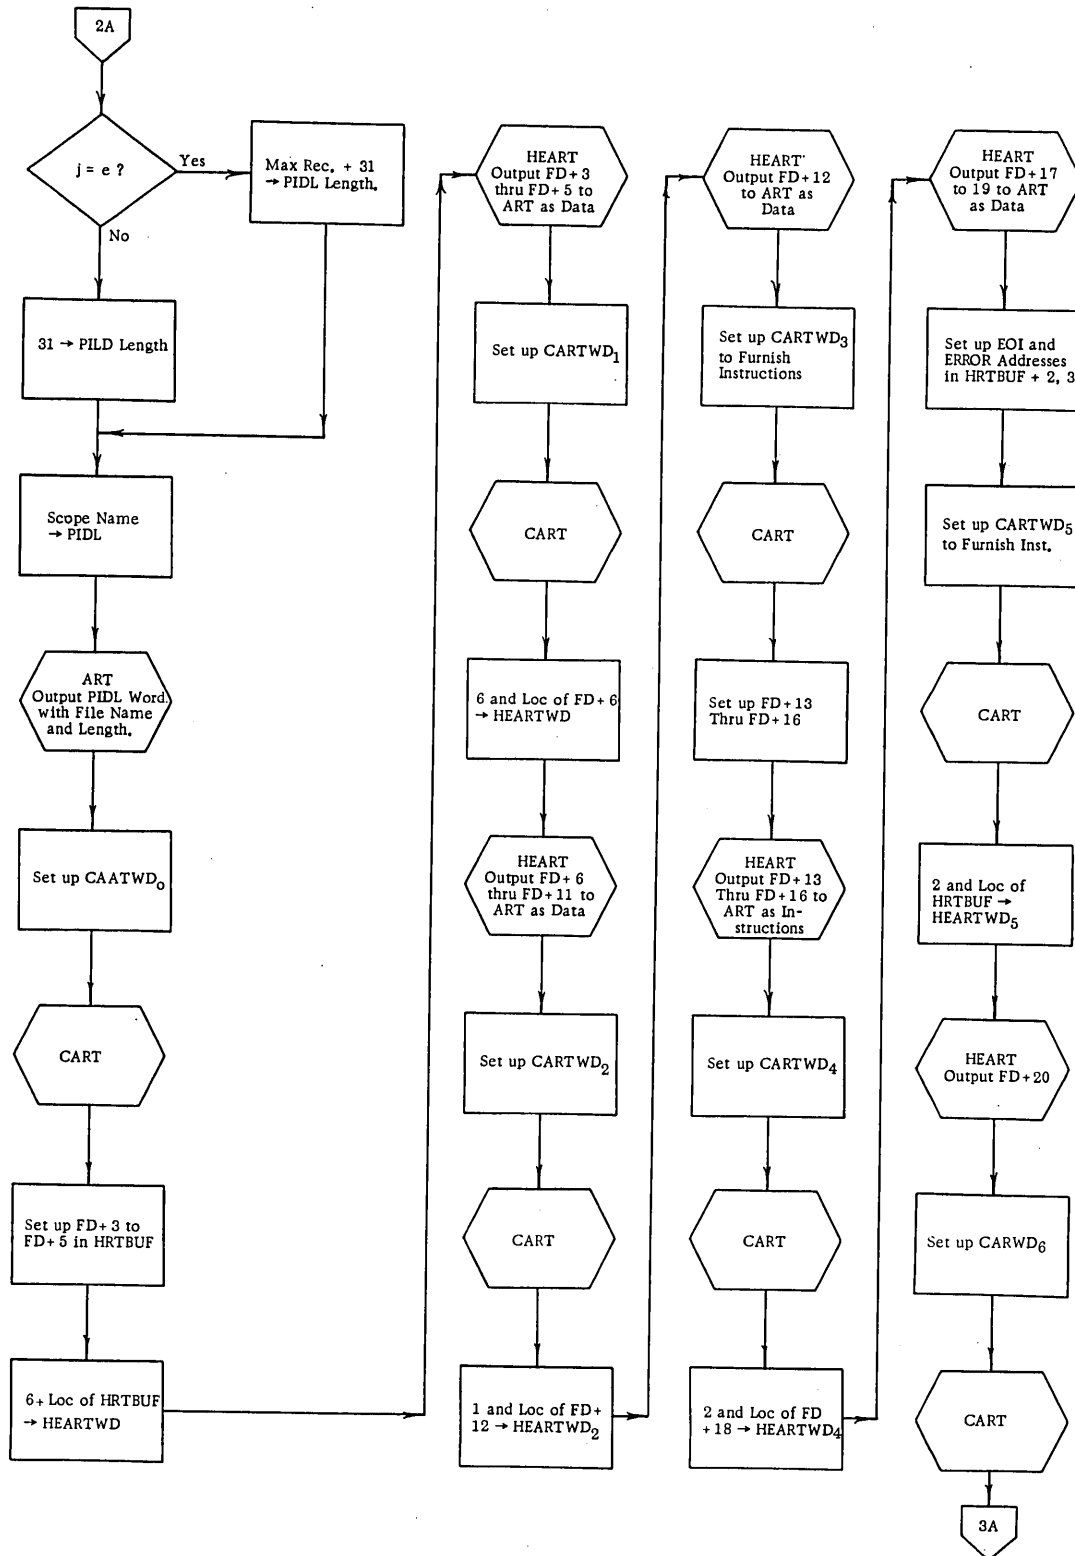 2A
j = e ?
Yes
No
Max Rec. + 31
→ PIDL Length.
31 → PILD Length
Scope Name
→ PIDL
ART
Output PIDL Word.
with File Name
and Length.
Set up CAATWD₀
CART
Set up FD+ 3 to
FD+ 5 in HRTBUF
6+ Loc of HRTBUF
→ HEARTWD
HEART
Output FD+ 3
thru FD+ 5 to
ART as Data
Set up CARTWD₁
CART
6 and Loc of FD+ 6
→ HEARTWD
HEART
Output FD+ 6
thru FD+ 11 to
ART as Data
Set up CARTWD₂
CART
1 and Loc of FD+
12 → HEARTWD₂
HEART
Output FD+ 12
to ART as
Data
Set up CARTWD₃
to Furnish
Instructions
CART
Set up FD+ 13
Thru FD+ 16
HEART
Output FD+ 13
Thru FD+ 16 to
ART as In-
structions
Set up CARTWD₄
CART
2 and Loc of FD
+ 18 → HEARTWD₄
HEART
Output FD+ 17
to 19 to ART
as Data
Set up EOI and
ERROR Addresses
in HRTBUF + 2, 3
Set up CARTWD₅
to Furnish Inst.
CART
2 and Loc of
HRTBUF →
HEARTWD₅
HEART
Output FD+ 20
Set up CARWD₆
CART
3A